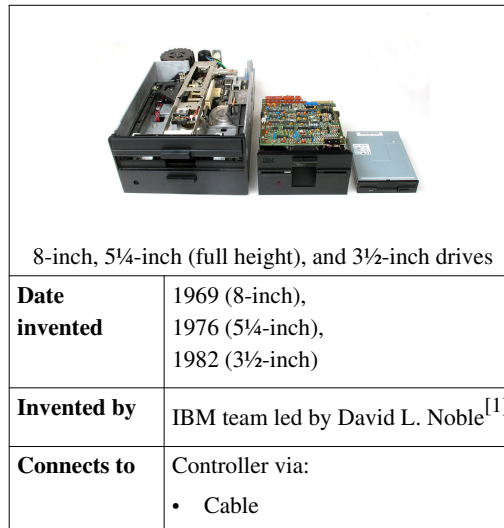 8-inch, 5¼-inch (full height), and 3½-inch drives
Date
invented
1969 (8-inch),
1976 (5¼-inch),
1982 (3½-inch)
Invented by
IBM team led by David L. Noble[1]
Connects to
Controller via:
• Cable